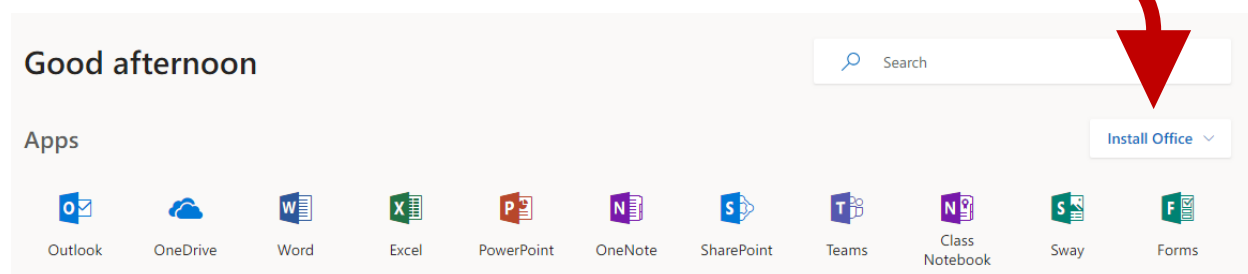 Good afternoon
Search
Apps
Install Office
Outlook
OneDrive
Word
Excel
PowerPoint
OneNote
SharePoint
Teams
Class
Notebook
Sway
Forms